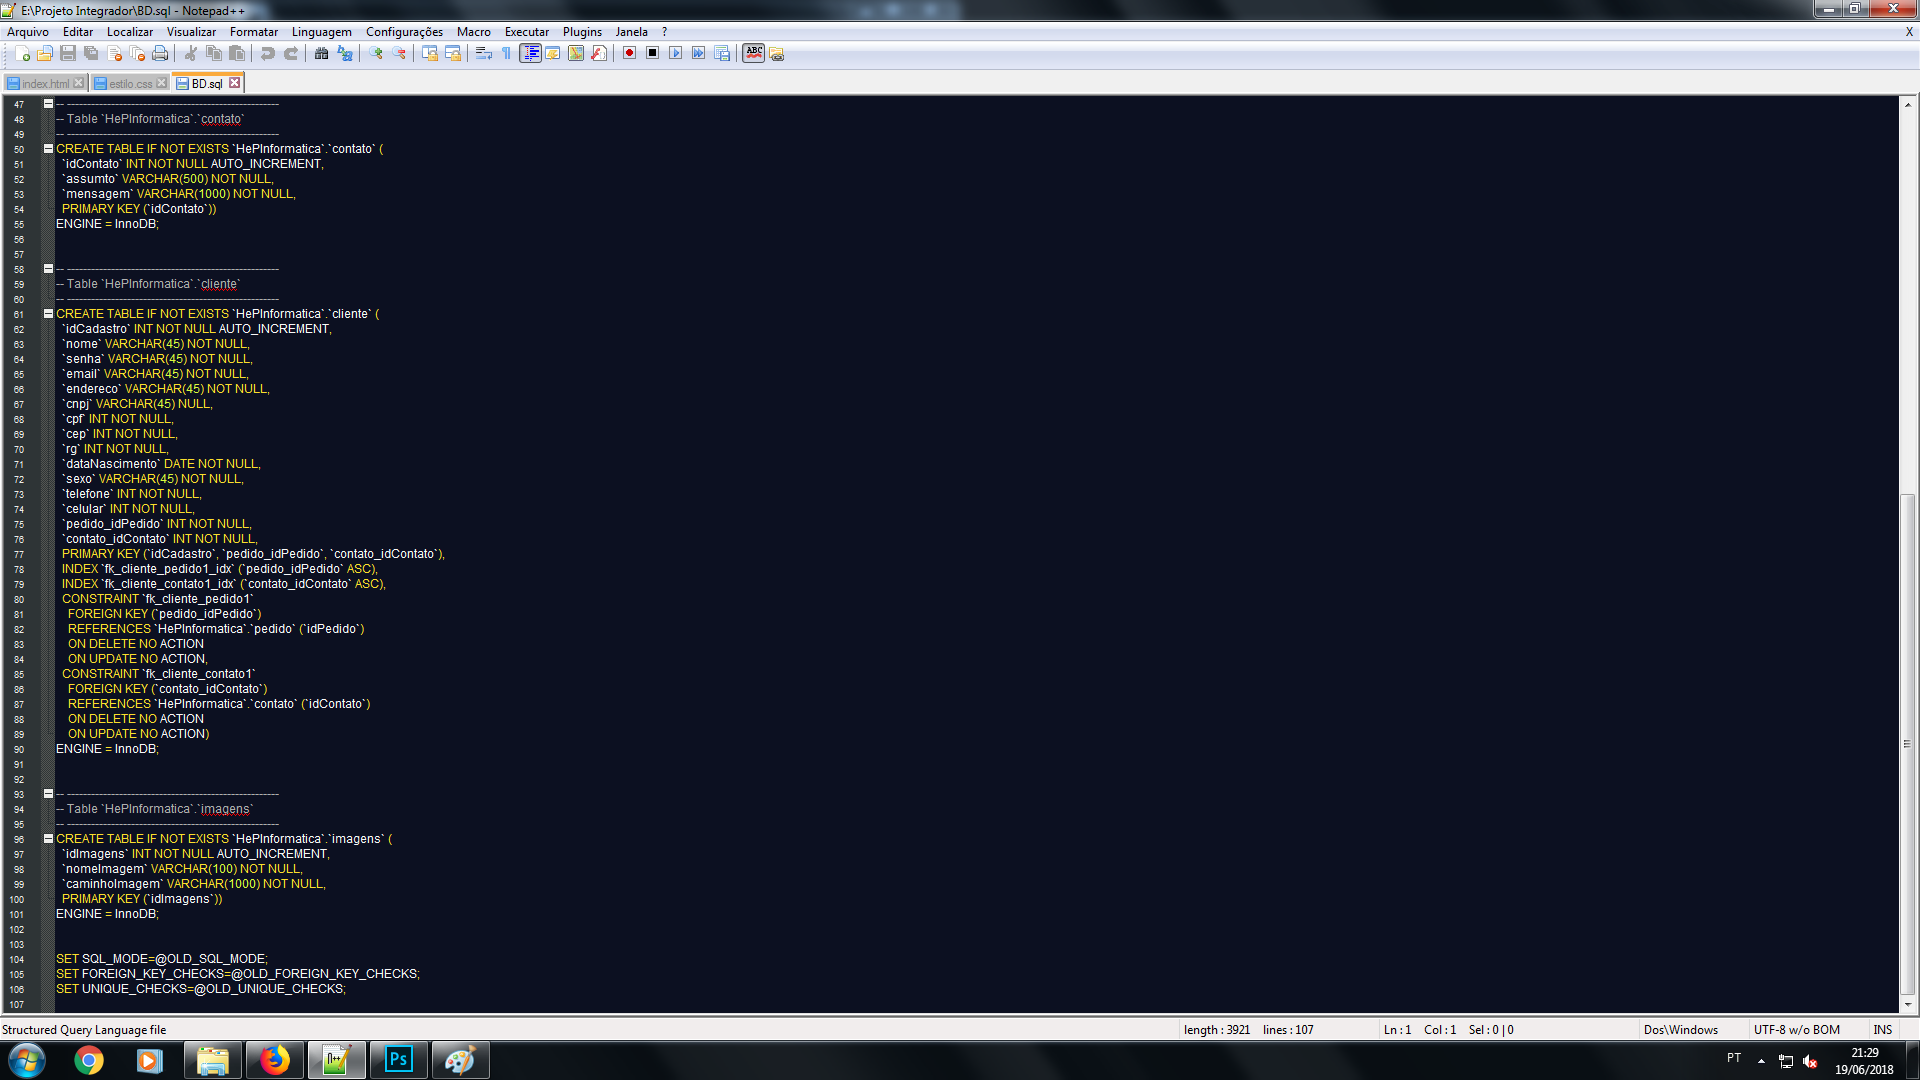 E:\Projeto Integrador\BD.sql - Notepad++
Arquivo Editar Localizar Visualizar Formatar Linguagem Configurações Macro Executar Plugins Janela ? X
index.html estilo.css BD.sql
47 -- -----------------------------------------------------
48 -- Table `HePInformatica`.`contato`
49 -- -----------------------------------------------------
50 CREATE TABLE IF NOT EXISTS `HePInformatica`.`contato` (
51 `idContato` INT NOT NULL AUTO_INCREMENT,
52 `assumto` VARCHAR(500) NOT NULL,
53 `mensagem` VARCHAR(1000) NOT NULL,
54 PRIMARY KEY (`idContato`))
55 ENGINE = InnoDB;
56
57
58 -- -----------------------------------------------------
59 -- Table `HePInformatica`.`cliente`
60 -- -----------------------------------------------------
61 CREATE TABLE IF NOT EXISTS `HePInformatica`.`cliente` (
62 `idCadastro` INT NOT NULL AUTO_INCREMENT,
63 `nome` VARCHAR(45) NOT NULL,
64 `senha` VARCHAR(45) NOT NULL,
65 `email` VARCHAR(45) NOT NULL,
66 `endereco` VARCHAR(45) NOT NULL,
67 `cnpj` VARCHAR(45) NULL,
68 `cpf` INT NOT NULL,
69 `cep` INT NOT NULL,
70 `rg` INT NOT NULL,
71 `dataNascimento` DATE NOT NULL,
72 `sexo` VARCHAR(45) NOT NULL,
73 `telefone` INT NOT NULL,
74 `celular` INT NOT NULL,
75 `pedido_idPedido` INT NOT NULL,
76 `contato_idContato` INT NOT NULL,
77 PRIMARY KEY (`idCadastro`, `pedido_idPedido`, `contato_idContato`),
78 INDEX `fk_cliente_pedido1_idx` (`pedido_idPedido` ASC),
79 INDEX `fk_cliente_contato1_idx` (`contato_idContato` ASC),
80 CONSTRAINT `fk_cliente_pedido1`
81 FOREIGN KEY (`pedido_idPedido`)
82 REFERENCES `HePInformatica`.`pedido` (`idPedido`)
83 ON DELETE NO ACTION
84 ON UPDATE NO ACTION,
85 CONSTRAINT `fk_cliente_contato1`
86 FOREIGN KEY (`contato_idContato`)
87 REFERENCES `HePInformatica`.`contato` (`idContato`)
88 ON DELETE NO ACTION
89 ON UPDATE NO ACTION)
90 ENGINE = InnoDB;
91
92
93 -- -----------------------------------------------------
94 -- Table `HePInformatica`.`imagens`
95 -- -----------------------------------------------------
96 CREATE TABLE IF NOT EXISTS `HePInformatica`.`imagens` (
97 `idImagens` INT NOT NULL AUTO_INCREMENT,
98 `nomeImagem` VARCHAR(100) NOT NULL,
99 `caminhoImagem` VARCHAR(1000) NOT NULL,
100 PRIMARY KEY (`idImagens`))
101 ENGINE = InnoDB;
102
103
104 SET SQL_MODE=@OLD_SQL_MODE;
105 SET FOREIGN_KEY_CHECKS=@OLD_FOREIGN_KEY_CHECKS;
106 SET UNIQUE_CHECKS=@OLD_UNIQUE_CHECKS;
107
Structured Query Language file length : 3921 lines : 107 Ln : 1 Col : 1 Sel : 0 | 0 Dos\Windows UTF-8 w/o BOM INS
Ps PT 21:29
19/06/2018